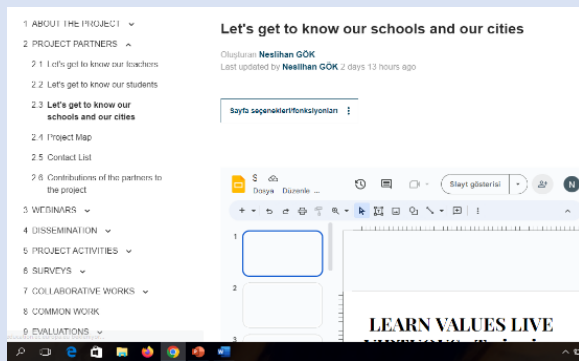 1 ABOUT THE PROJECT
2 PROJECT PARTNERS
2.1 Let's get to know our teachers
2.2 Let's get to know our students
2.3 Let's get to know our
schools and our cities
2.4 Project Map
2.5 Contact List
2.6 Contributions of the partners to
the project
3 WEBINARS
4 DISSEMINATION
5 PROJECT ACTIVITIES
6 SURVEYS
7 COLLABORATIVE WORKS
8 COMMON WORK
9 EVALUATIONS
Let's get to know our schools and our cities
Oluşturan Neslihan GÖK
Last updated by Neslihan GÖK 2 days 13 hours ago
Sayfa seçenekleri/fonksiyonları
S
Dosya Düzenle ...
Slayt gösterisi
N
1
2
3
LEARN VALUES LIVE